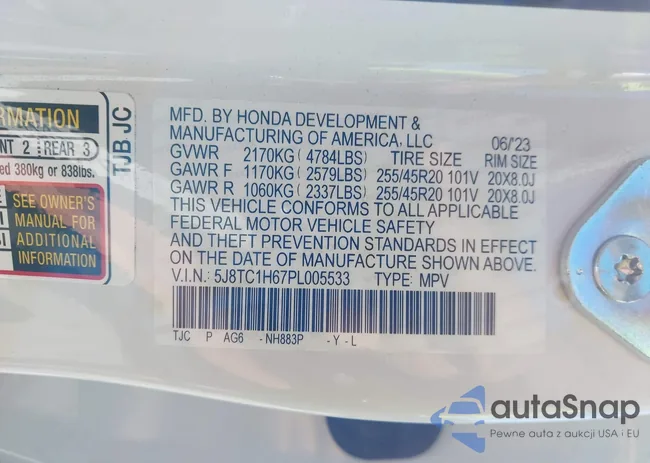 RMATION
NT 2 REAR 3
ed 380kg or 838lbs.
SEE OWNER'S
MANUAL FOR
ADDITIONAL
INFORMATION
TJB JC
MFD. BY HONDA DEVELOPMENT &
MANUFACTURING OF AMERICA, LLC 06/'23
GVWR 2170KG (4784LBS) TIRE SIZE RIM SIZE
GAWR F 1170KG (2579LBS) 255/45R20 101V 20X8.0J
GAWR R 1060KG (2337LBS) 255/45R20 101V 20X8.0J
THIS VEHICLE CONFORMS TO ALL APPLICABLE
FEDERAL MOTOR VEHICLE SAFETY
AND THEFT PREVENTION STANDARDS IN EFFECT
ON THE DATE OF MANUFACTURE SHOWN ABOVE.
V.I.N.: 5J8TC1H67PL005533 TYPE: MPV
TJC P AG6 -NH883P -Y-L
autaSnap
Pewne auta z aukcji USA i EU